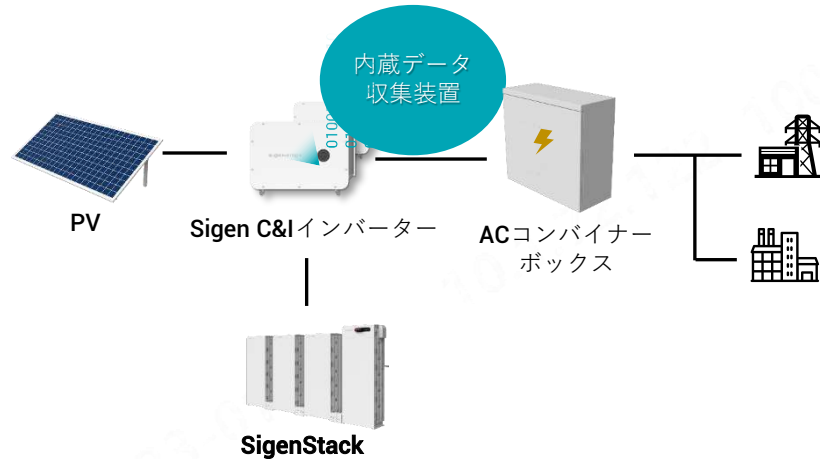 内蔵データ
収集装置
PV
Sigen C&Iインバーター
ACコンバイナー
ボックス
SigenStack